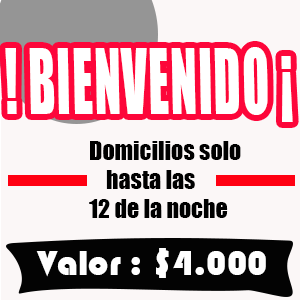 !BIENVENIDO¡
Domicilios solo
hasta las
12 de la noche
Valor : $4.000